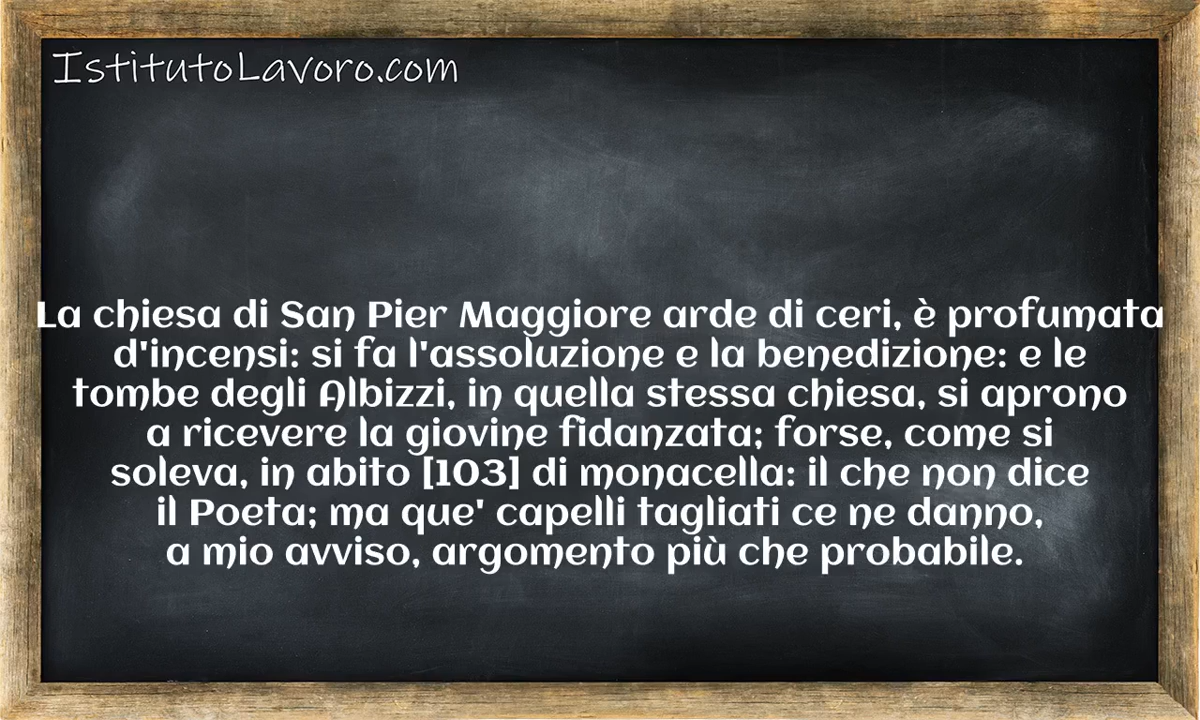 IstitutoLavoro.com
La chiesa di San Pier Maggiore arde di ceri, è profumata
d'incensi: si fa l'assoluzione e la benedizione: e le
tombe degli Albizzi, in quella stessa chiesa, si aprono
a ricevere la giovine fidanzata; forse, come si
soleva, in abito [103] di monacella: il che non dice
il Poeta; ma que' capelli tagliati ce ne danno,
a mio avviso, argomento più che probabile.